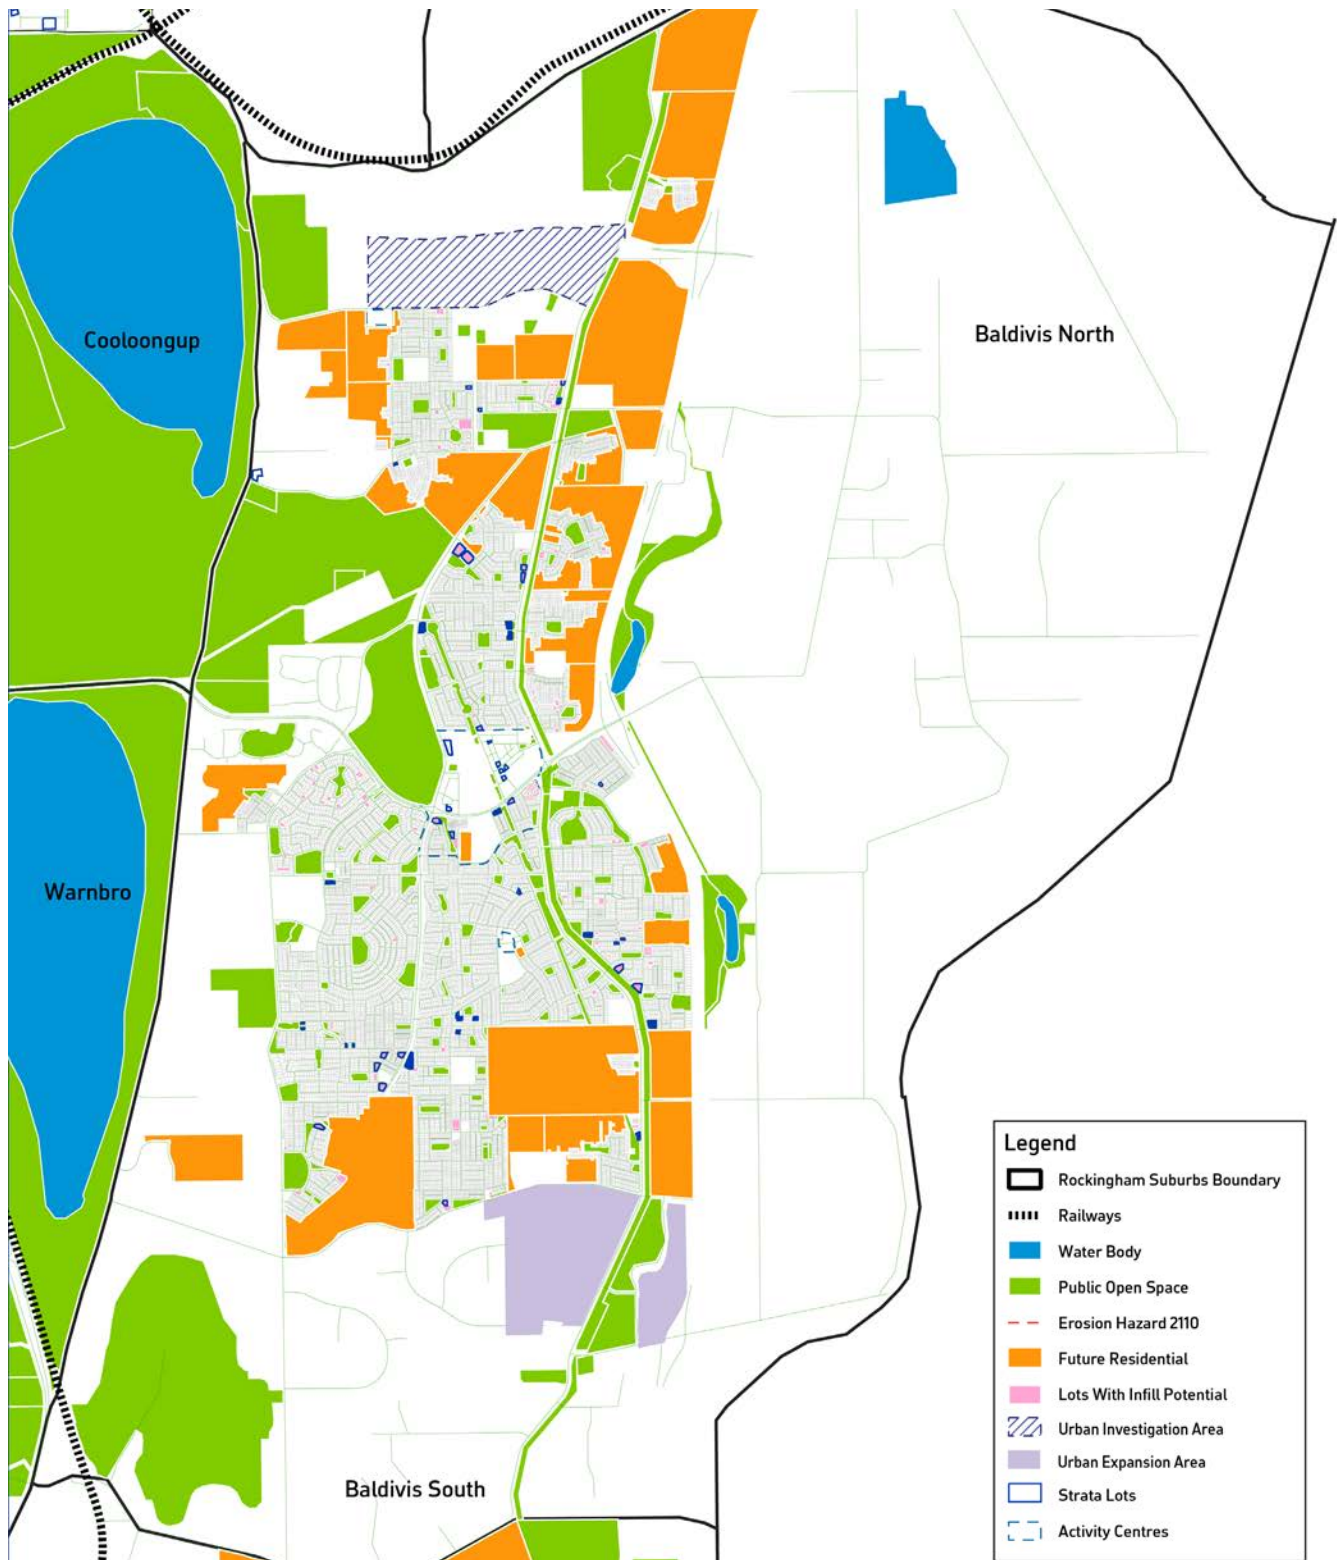 Cooloongup
Baldivis North
Warnbro
Baldivis South
Legend
Rockingham Suburbs Boundary
Railways
Water Body
Public Open Space
Erosion Hazard 2110
Future Residential
Lots With Infill Potential
Urban Investigation Area
Urban Expansion Area
Strata Lots
Activity Centres